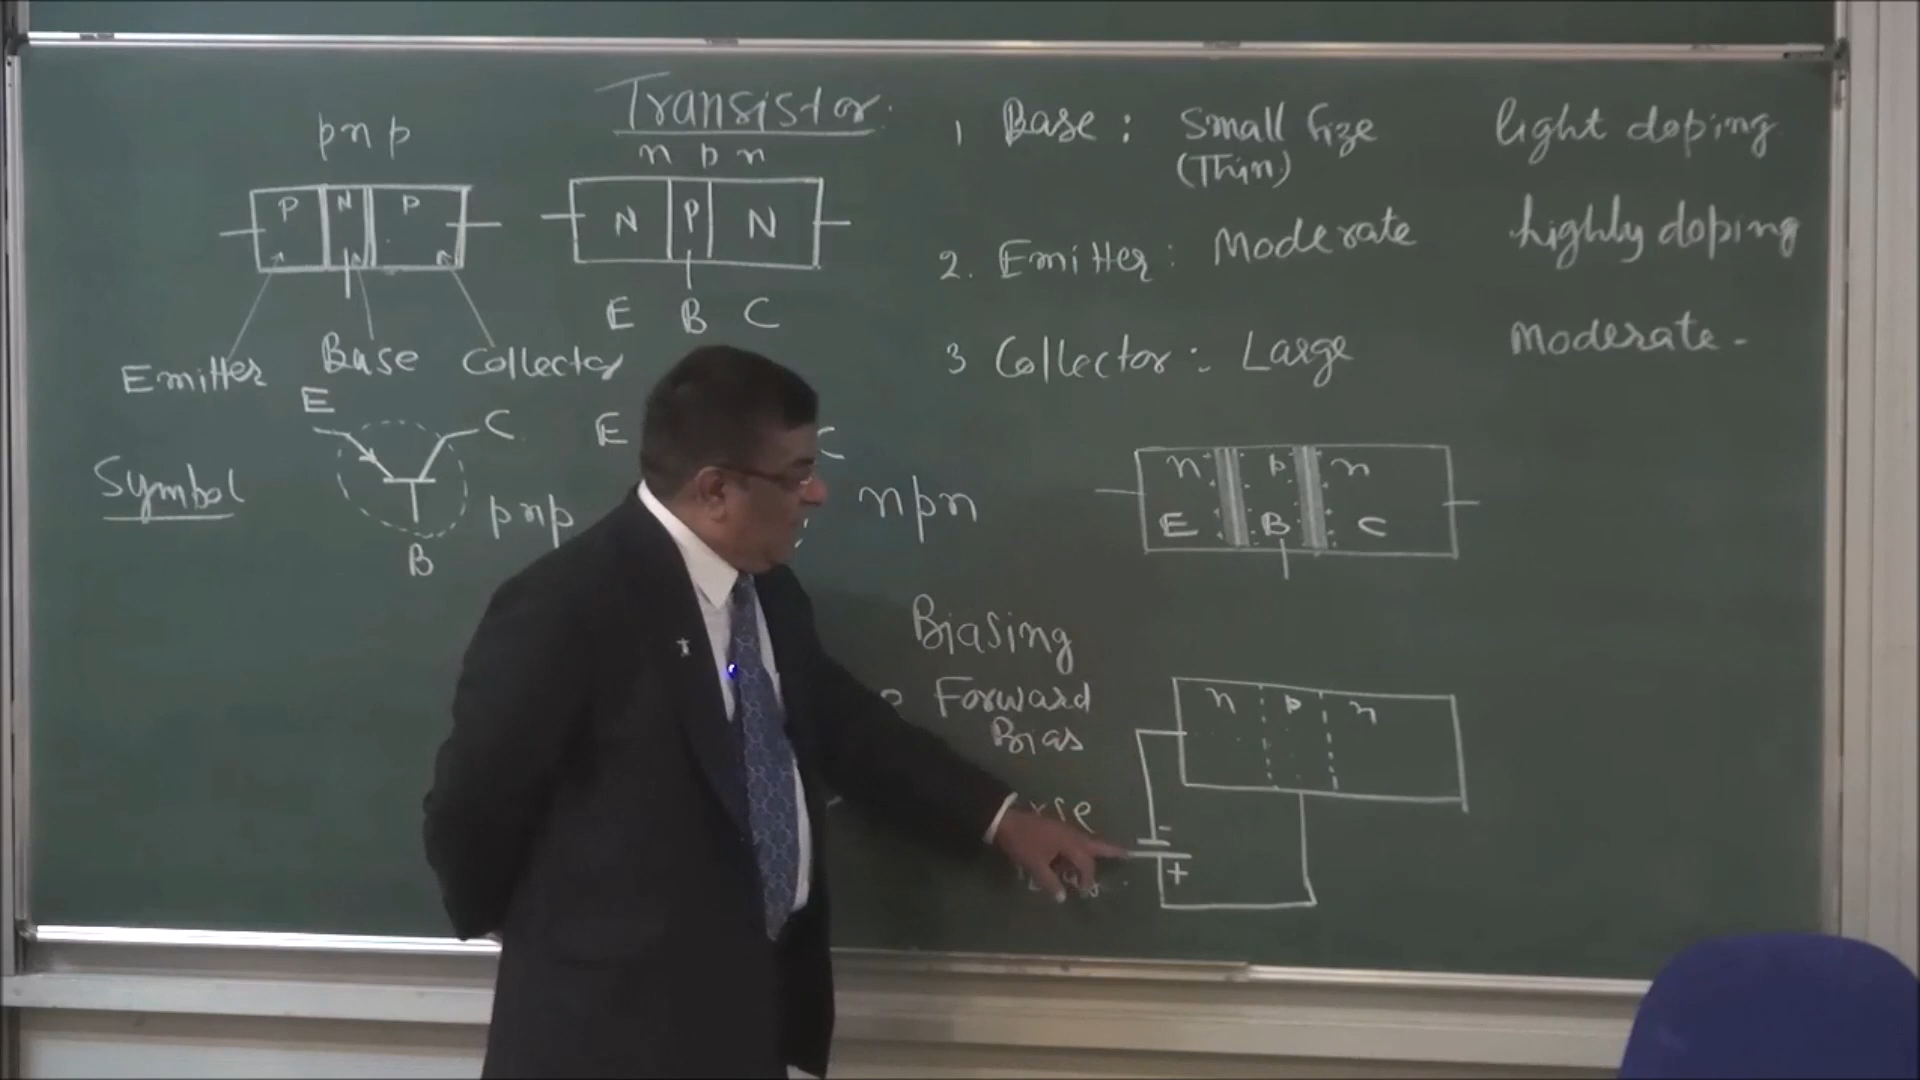 Transistor
pnp
P N P
Emitter Base Collector
n p n
N P N
E B C
Symbol
E C
B
pnp
E
C
npn
1 Base : Small Size light doping
(Thin)
2. Emitter : Moderate highly doping
3 Collector : Large Moderate -
n p n
E B C
Biasing
Forward
Bias
n p n
-
+